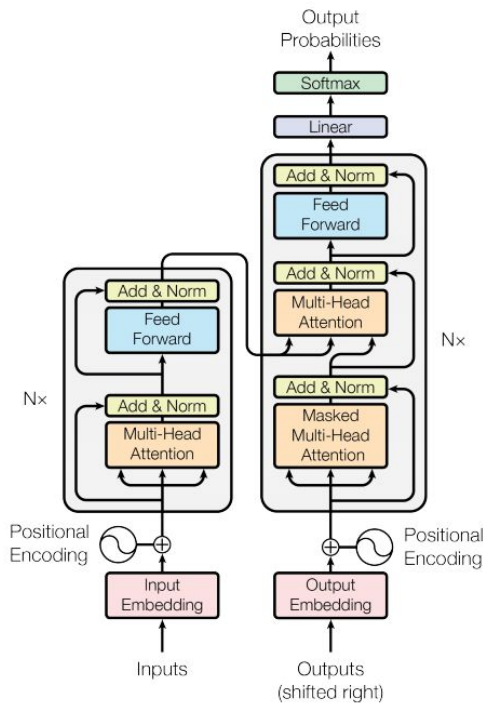 Output
Probabilities
Softmax
Linear
Add & Norm
Feed
Forward
Add & Norm
Multi-Head
Attention
Nx
Add & Norm
Masked
Multi-Head
Attention
Add & Norm
Feed
Forward
Nx
Add & Norm
Multi-Head
Attention
Positional
Encoding
Positional
Encoding
Input
Embedding
Output
Embedding
Inputs
Outputs
(shifted right)